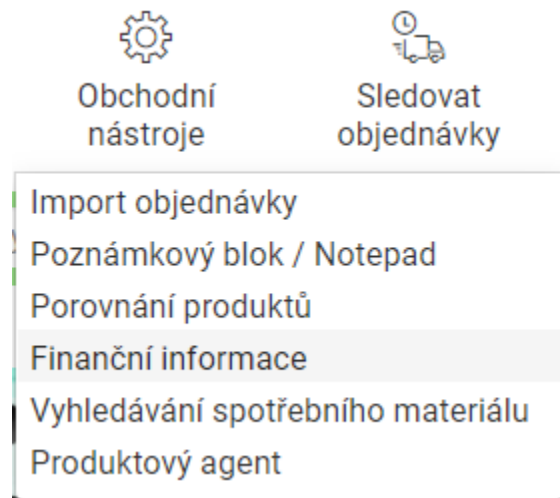 Obchodní
nástroje
Sledovat
objednávky
Import objednávky
Poznámkový blok / Notepad
Porovnání produktů
Finanční informace
Vyhledávání spotřebního materiálu
Produktový agent